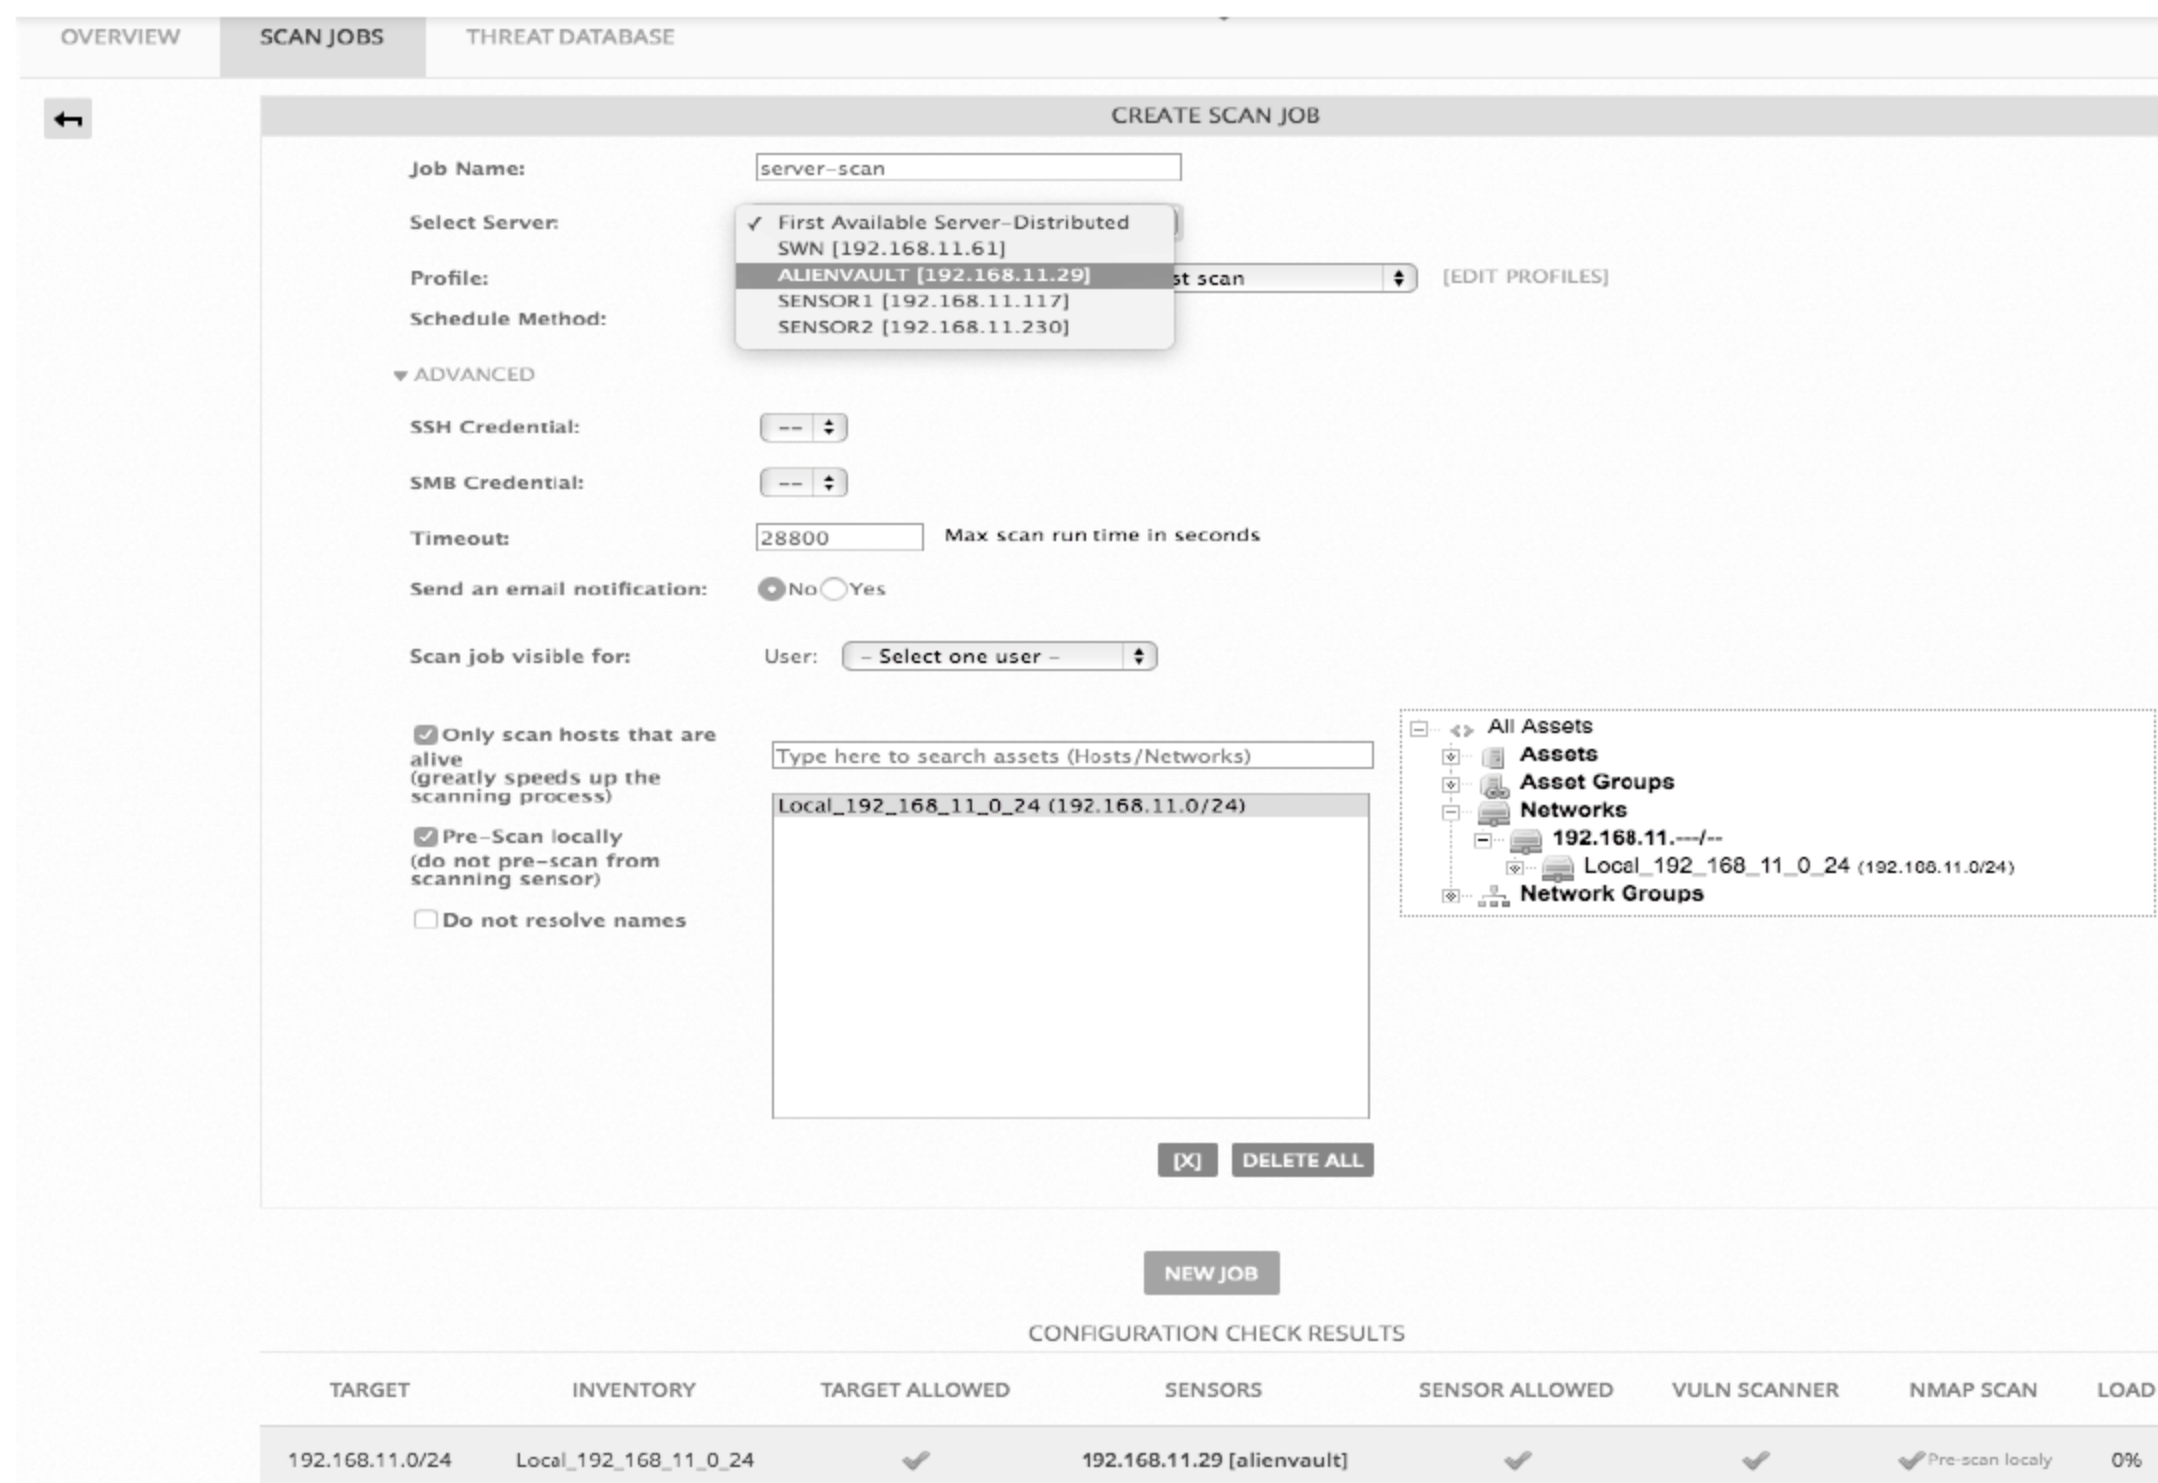 OVERVIEW SCAN JOBS THREAT DATABASE
CREATE SCAN JOB
Job Name: server-scan
Select Server: ✓ First Available Server-Distributed
SWN [192.168.11.61]
Profile: ALIENVAULT [192.168.11.29] st scan [EDIT PROFILES]
SENSOR1 [192.168.11.117]
Schedule Method: SENSOR2 [192.168.11.230]
ADVANCED
SSH Credential: --
SMB Credential: --
Timeout: 28800 Max scan run time in seconds
Send an email notification: No Yes
Scan job visible for: User: - Select one user -
Only scan hosts that are
alive
(greatly speeds up the
scanning process)
Pre-Scan locally
(do not pre-scan from
scanning sensor)
Do not resolve names
Type here to search assets (Hosts/Networks)
Local_192_168_11_0_24 (192.168.11.0/24)
All Assets
Assets
Asset Groups
Networks
192.168.11.---/--
Local_192_168_11_0_24 (192.168.11.0/24)
Network Groups
[X] DELETE ALL
NEW JOB
CONFIGURATION CHECK RESULTS
TARGET INVENTORY TARGET ALLOWED SENSORS SENSOR ALLOWED VULN SCANNER NMAP SCAN LOAD
192.168.11.0/24 Local_192_168_11_0_24 ✓ 192.168.11.29 [alienvault] ✓ ✓ ✓ Pre-scan localy 0%